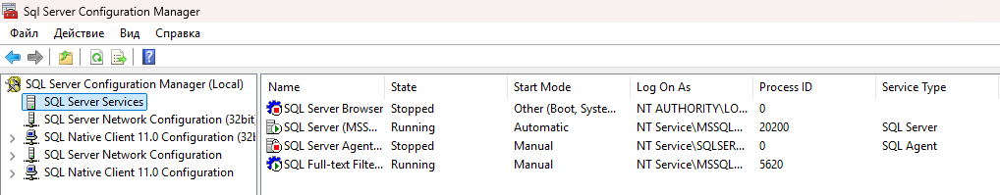 Sql Server Configuration Manager
Файл Действие Вид Справка
SQL Server Configuration Manager (Local)
SQL Server Services
SQL Server Network Configuration (32bit
SQL Native Client 11.0 Configuration (32bi
SQL Server Network Configuration
SQL Native Client 11.0 Configuration
Name State Start Mode Log On As Process ID Service Type
SQL Server Browser Stopped Other (Boot, Syste... NT AUTHORITY\LO... 0
SQL Server (MSS... Running Automatic NT Service\MSSQL... 20200 SQL Server
SQL Server Agent... Stopped Manual NT Service\SQLSER... 0 SQL Agent
SQL Full-text Filte... Running Manual NT Service\MSSQL... 5620